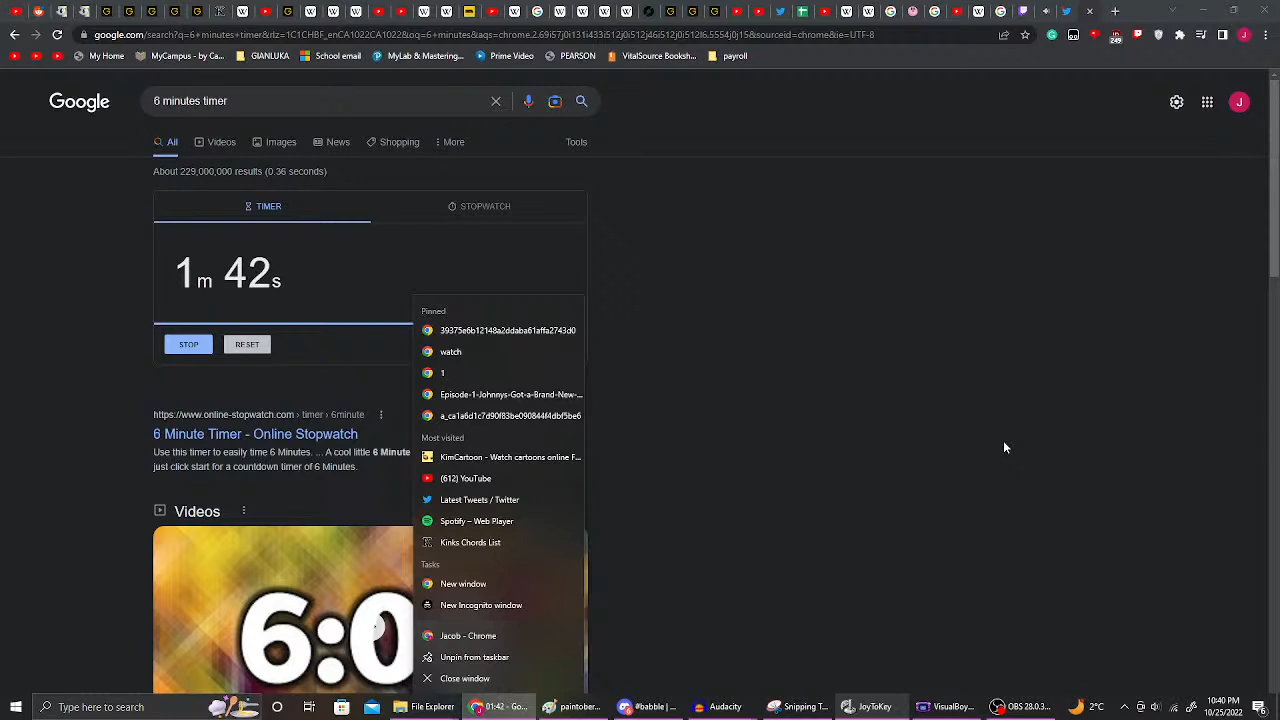 google.com/search?q=6+minutes+timer&rlz=1C1CHBF_enCA1022CA1022&oq=6+minutes&aqs=chrome.2.69i57j0i131i433i512j0i512j46i512j0i512l6.5554j0j15&sourceid=chrome&ie=UTF-8
249
J
My Home
MyCampus - by Ca...
GIANLUKA
School email
MyLab & Mastering...
Prime Video
PEARSON
VitalSource Booksh...
payroll
Google
6 minutes timer
J
All
Videos
Images
News
Shopping
More
Tools
About 229,000,000 results (0.36 seconds)
TIMER
STOPWATCH
1m 42s
STOP
RESET
https://www.online-stopwatch.com › timer › 6minute
6 Minute Timer - Online Stopwatch
Use this timer to easily time 6 Minutes. ... A cool little 6 Minute
just click start for a countdown timer of 6 Minutes.
Videos
6:0
Pinned
39375e6b12148a2ddaba61affa2743d0
watch
1
Episode-1-Johnnys-Got-a-Brand-New-...
a_ca1a6d1c7d90f83be090844f4dbf5be6
Most visited
KimCartoon - Watch cartoons online F...
(612) YouTube
Latest Tweets / Twitter
Spotify – Web Player
Kinks Chords List
Tasks
New window
New Incognito window
Jacob - Chrome
Unpin from taskbar
Close window
Type here to search
File Explorer
01:42 - Goo...
paintober...
#babble | ...
Audacity
Snipping T...
JoyToKey
VisualBoy...
OBS 28.0.3...
2°C
10:40 PM
10/25/2022
6